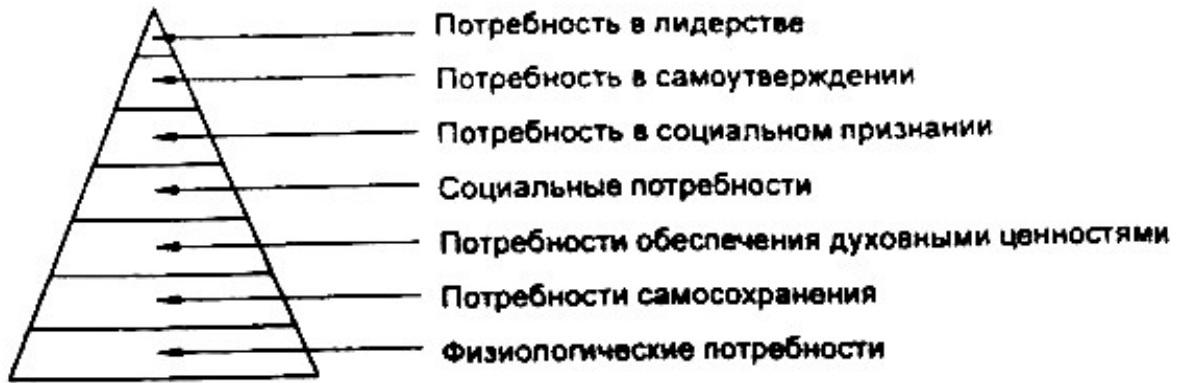 Потребность в лидерстве
Потребность в самоутверждении
Потребность в социальном признании
Социальные потребности
Потребности обеспечения духовными ценностями
Потребности самосохранения
Физиологические потребности